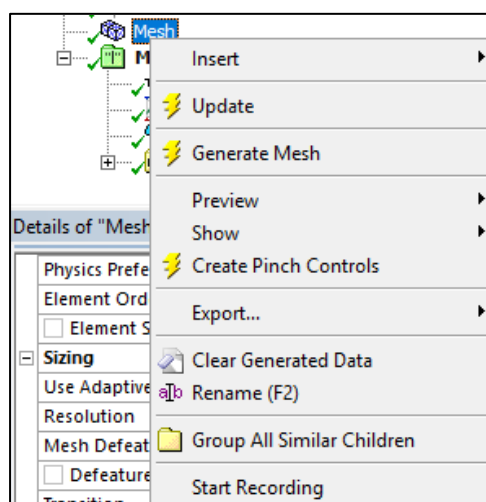 Mesh
M
Insert
Update
Generate Mesh
Preview
Details of "Mesh
Show
Physics Prefe
Create Pinch Controls
Element Ord
Export...
Element S
Sizing
Clear Generated Data
Use Adaptive
Rename (F2)
Resolution
Mesh Defeat
Group All Similar Children
Defeature
Start Recording